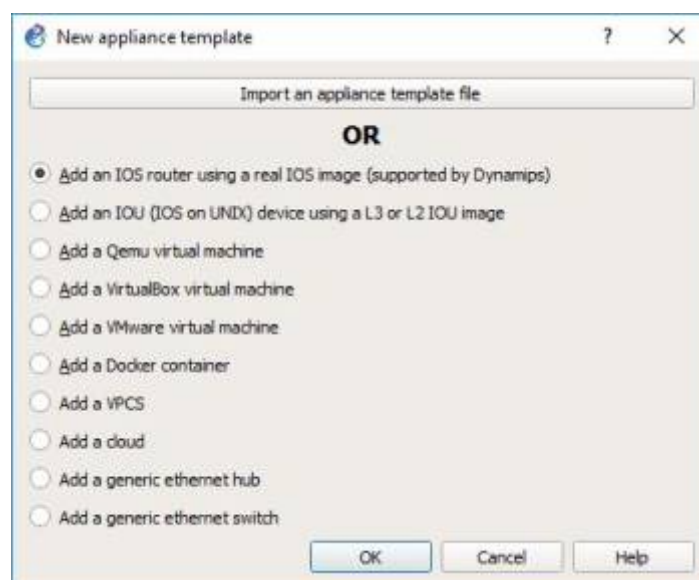 New appliance template
Import an appliance template file
OR
Add an IOS router using a real IOS image (supported by Dynamips)
Add an IOU (IOS on UNIX) device using a L3 or L2 IOU image
Add a Qemu virtual machine
Add a VirtualBox virtual machine
Add a VMware virtual machine
Add a Docker container
Add a VPCS
Add a cloud
Add a generic ethernet hub
Add a generic ethernet switch
OK Cancel Help